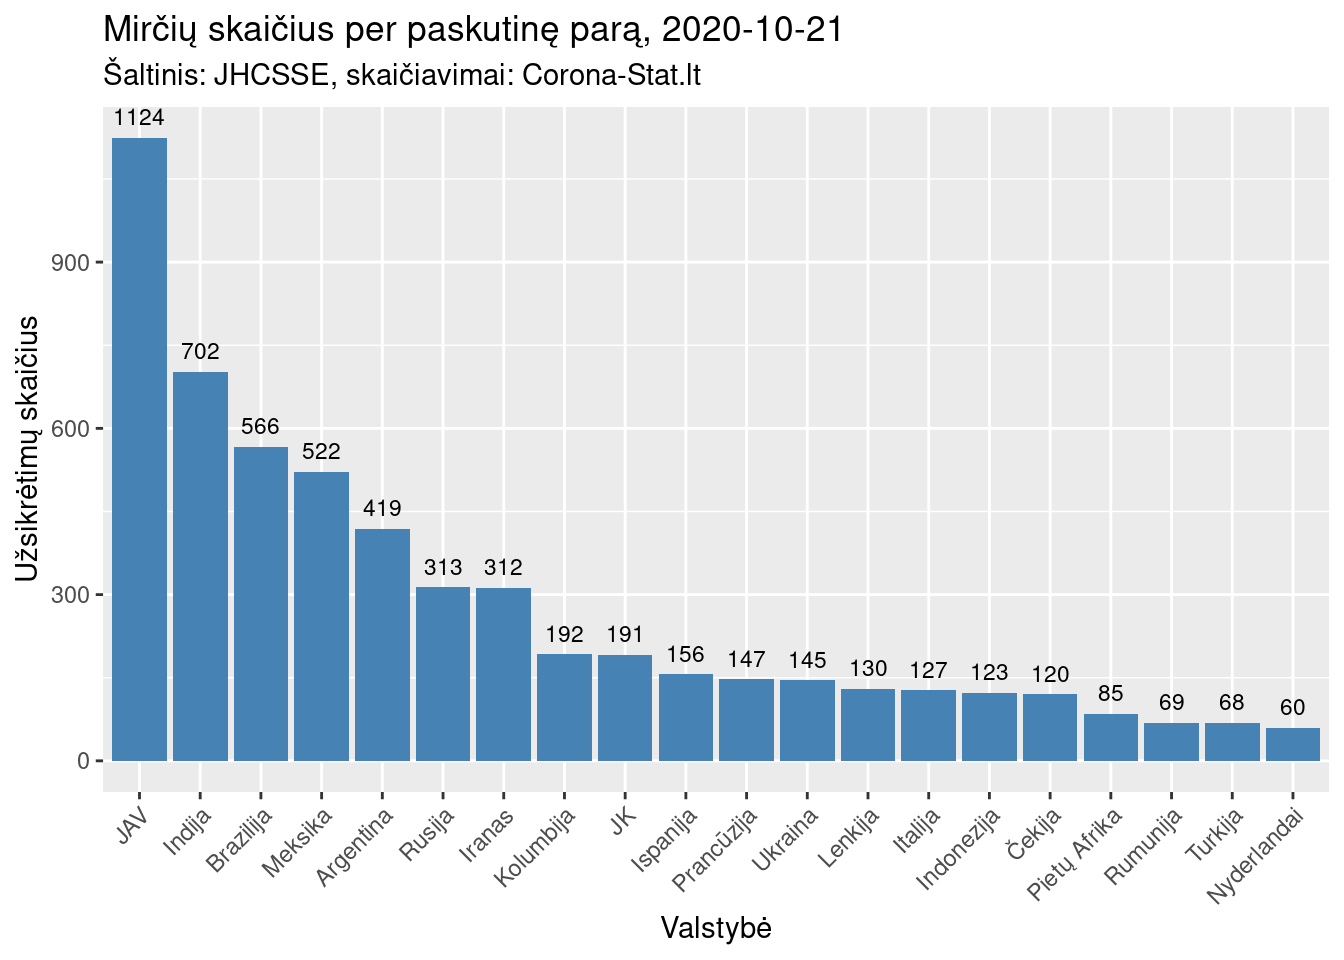 Mirčių skaičius per paskutinę parą, 2020-10-21
Šaltinis: JHCSSE, skaičiavimai: Corona-Stat.lt
Užsikrėtimų skaičius
900
600
300
0
1124
702
566
522
419
313
312
192
191
156
147
145
130
127
123
120
85
69
68
60
JAV
Indija
Brazilija
Meksika
Argentina
Rusija
Iranas
Kolumbija
JK
Ispanija
Prancūzija
Ukraina
Lenkija
Italija
Indonezija
Čekija
Pietų Afrika
Rumunija
Turkija
Nyderlandai
Valstybė